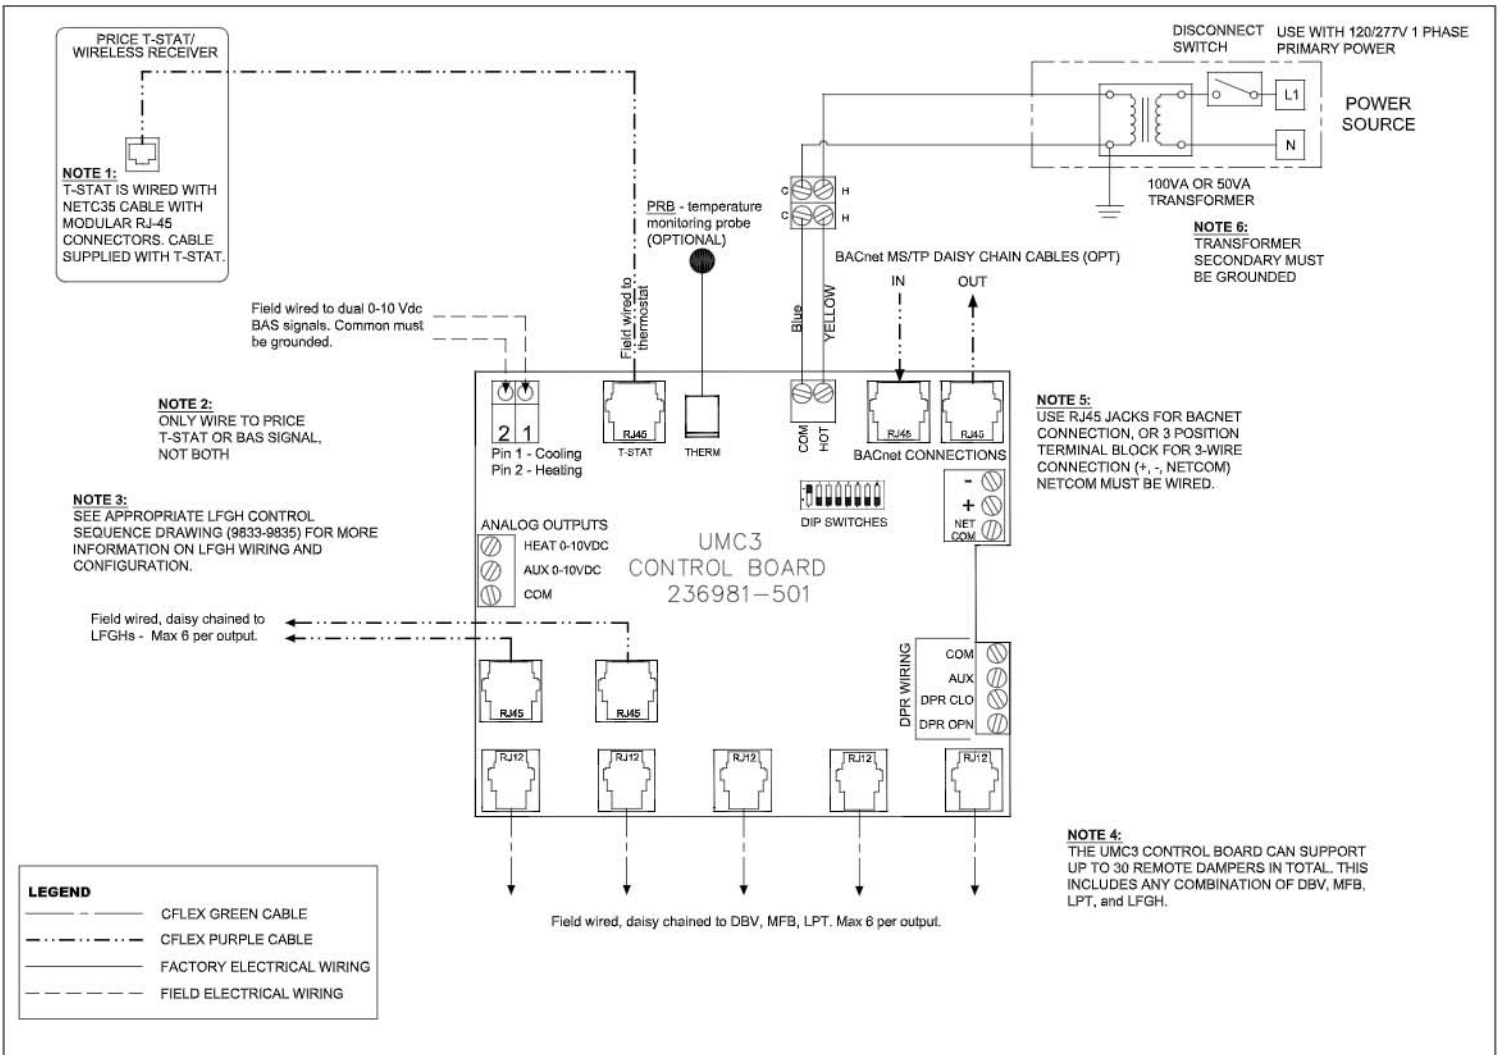 PRICE T-STAT/
WIRELESS RECEIVER
NOTE 1:
T-STAT IS WIRED WITH
NETC35 CABLE WITH
MODULAR RJ-45
CONNECTORS. CABLE
SUPPLIED WITH T-STAT.
DISCONNECT
SWITCH
USE WITH 120/277V 1 PHASE
PRIMARY POWER
L1
N
POWER
SOURCE
100VA OR 50VA
TRANSFORMER
NOTE 6:
TRANSFORMER
SECONDARY MUST
BE GROUNDED
C
H
C
H
PRB - temperature
monitoring probe
(OPTIONAL)
BACnet MS/TP DAISY CHAIN CABLES (OPT)
IN
OUT
Blue
YELLOW
Field wired to
thermostat
Field wired to dual 0-10 Vdc
BAS signals. Common must
be grounded.
NOTE 2:
ONLY WIRE TO PRICE
T-STAT OR BAS SIGNAL,
NOT BOTH
2 1
Pin 1 - Cooling
Pin 2 - Heating
RJ45
T-STAT
THERM
COM
HOT
RJ45
RJ45
BACnet CONNECTIONS
NOTE 5:
USE RJ45 JACKS FOR BACNET
CONNECTION, OR 3 POSITION
TERMINAL BLOCK FOR 3-WIRE
CONNECTION (+, -, NETCOM)
NETCOM MUST BE WIRED.
-
+
NET
COM
DIP SWITCHES
NOTE 3:
SEE APPROPRIATE LFGH CONTROL
SEQUENCE DRAWING (9833-9835) FOR MORE
INFORMATION ON LFGH WIRING AND
CONFIGURATION.
ANALOG OUTPUTS
HEAT 0-10VDC
AUX 0-10VDC
COM
UMC3
CONTROL BOARD
236981-501
Field wired, daisy chained to
LFGHs - Max 6 per output.
RJ45
RJ45
DPR WIRING
COM
AUX
DPR CLO
DPR OPN
RJ12
RJ12
RJ12
RJ12
RJ12
Field wired, daisy chained to DBV, MFB, LPT. Max 6 per output.
NOTE 4:
THE UMC3 CONTROL BOARD CAN SUPPORT
UP TO 30 REMOTE DAMPERS IN TOTAL. THIS
INCLUDES ANY COMBINATION OF DBV, MFB,
LPT, and LFGH.
LEGEND
CFLEX GREEN CABLE
CFLEX PURPLE CABLE
FACTORY ELECTRICAL WIRING
FIELD ELECTRICAL WIRING